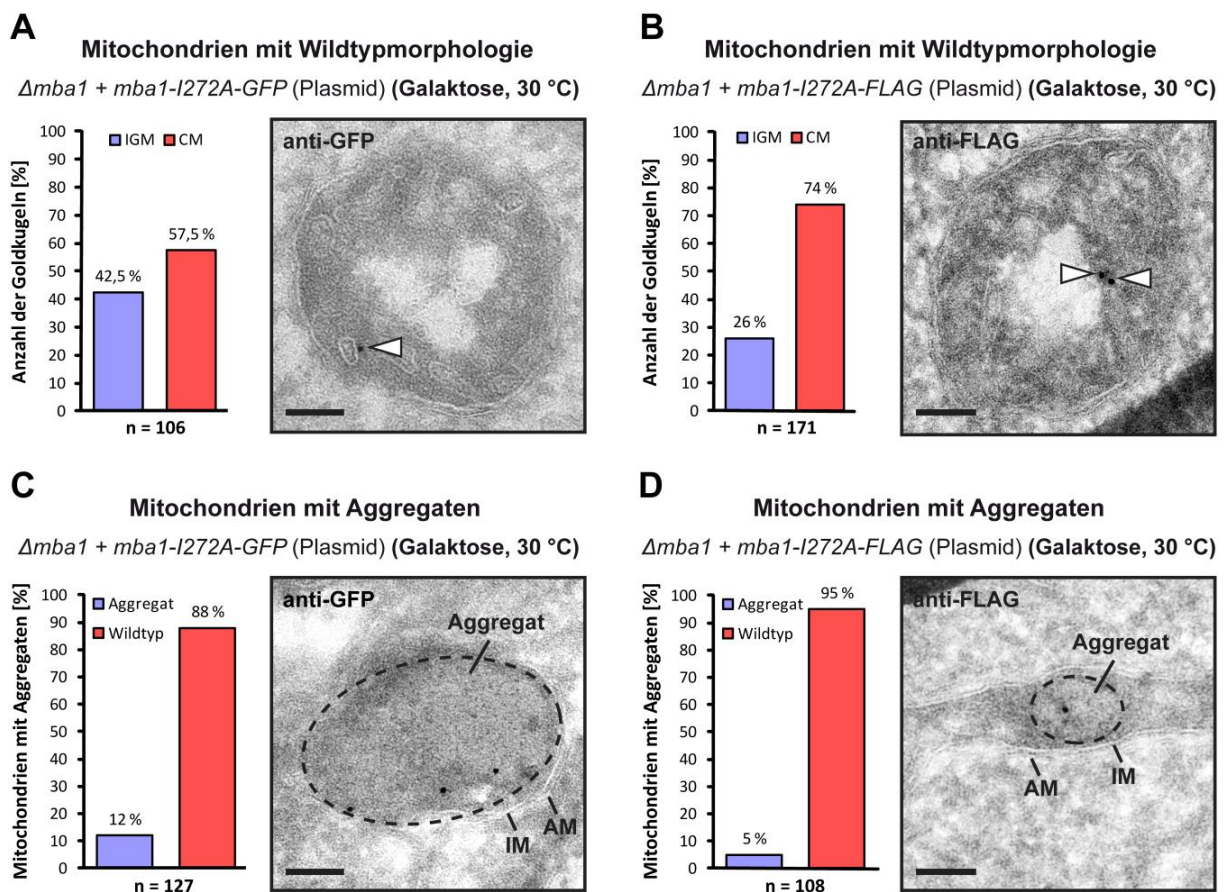 A
Mitochondrien mit Wildtypmorphologie
Δmba1 + mba1-I272A-GFP (Plasmid) (Galaktose, 30 °C)
Anzahl der Goldkugeln [%]
100
90
80
70
60
50
40
30
20
10
0
IGM CM
42,5 %
57,5 %
n = 106
anti-GFP
B
Mitochondrien mit Wildtypmorphologie
Δmba1 + mba1-I272A-FLAG (Plasmid) (Galaktose, 30 °C)
Anzahl der Goldkugeln [%]
100
90
80
70
60
50
40
30
20
10
0
IGM CM
26 %
74 %
n = 171
anti-FLAG
C
Mitochondrien mit Aggregaten
Δmba1 + mba1-I272A-GFP (Plasmid) (Galaktose, 30 °C)
Mitochondrien mit Aggregaten [%]
100
90
80
70
60
50
40
30
20
10
0
Aggregat
Wildtyp
12 %
88 %
n = 127
anti-GFP
Aggregat
IM
AM
D
Mitochondrien mit Aggregaten
Δmba1 + mba1-I272A-FLAG (Plasmid) (Galaktose, 30 °C)
Mitochondrien mit Aggregaten [%]
100
90
80
70
60
50
40
30
20
10
0
Aggregat
Wildtyp
5 %
95 %
n = 108
anti-FLAG
Aggregat
AM
IM